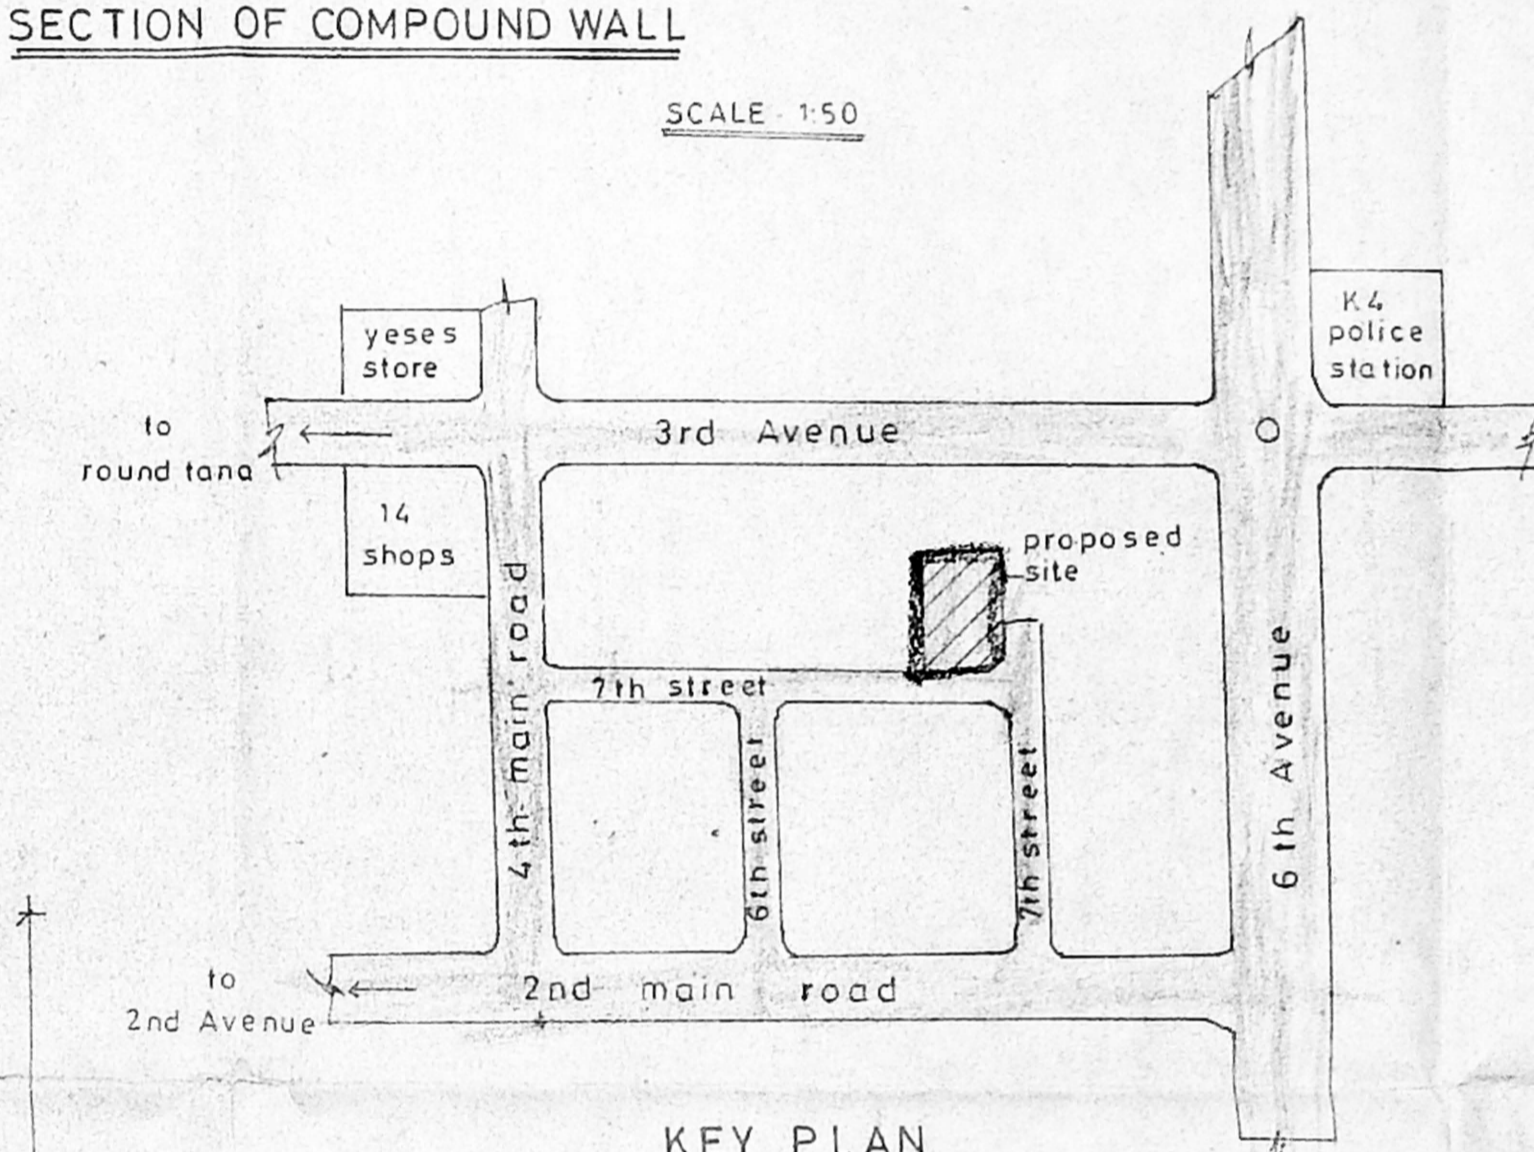 SECTION OF COMPOUND WALL
SCALE - 1:50
yeses
store
K4
police
station
to
round tana
3rd Avenue
14
shops
proposed
site
4th main road
7th street
6th street
7th street
6th Avenue
to
2nd Avenue
2nd main road
KEY PLAN